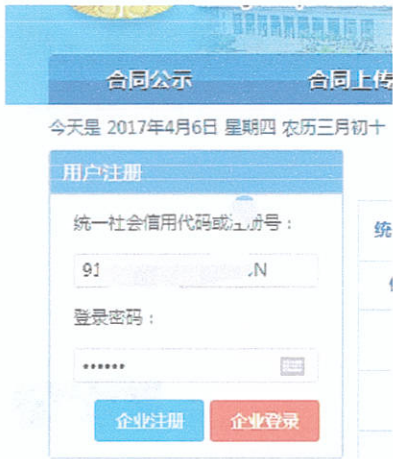 合同公示 合同上传
今天是 2017年4月6日 星期四 农历三月初十
用户注册
统一社会信用代码或注册号：
统
91 N
登录密码：
••••••
企业注册 企业登录